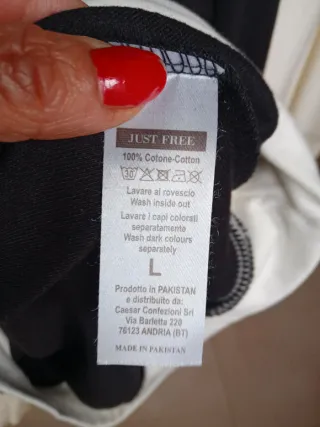 JUST FREE
100% Cotone-Cotton
30
Lavare al rovescio
Wash inside out
Lavare i capi colorati
separatamente
Wash dark colours
separately
L
Prodotto in PAKISTAN
e distribuito da:
Caesar Confezioni Srl
Via Barletta 220
76123 ANDRIA (BT)
MADE IN PAKISTAN